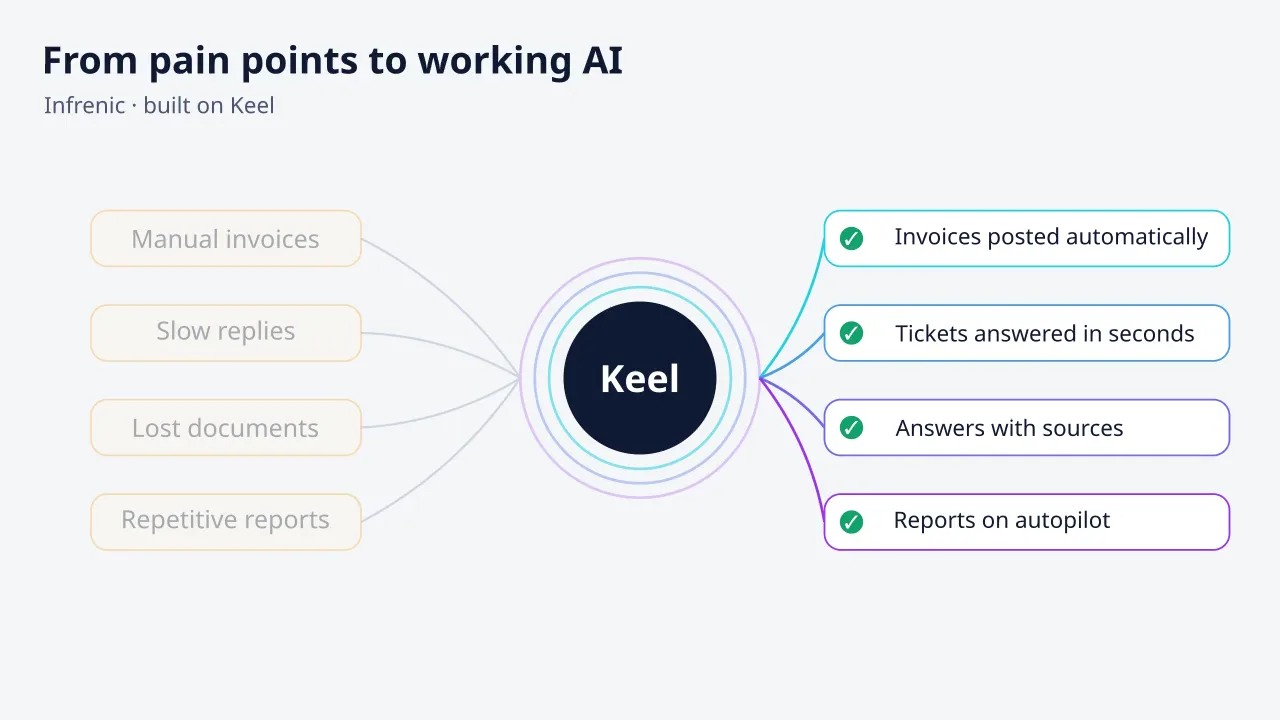 From pain points to working AI
Infrenic · built on Keel
Manual invoices
Slow replies
Lost documents
Repetitive reports
Keel
✓ Invoices posted automatically
✓ Tickets answered in seconds
✓ Answers with sources
✓ Reports on autopilot